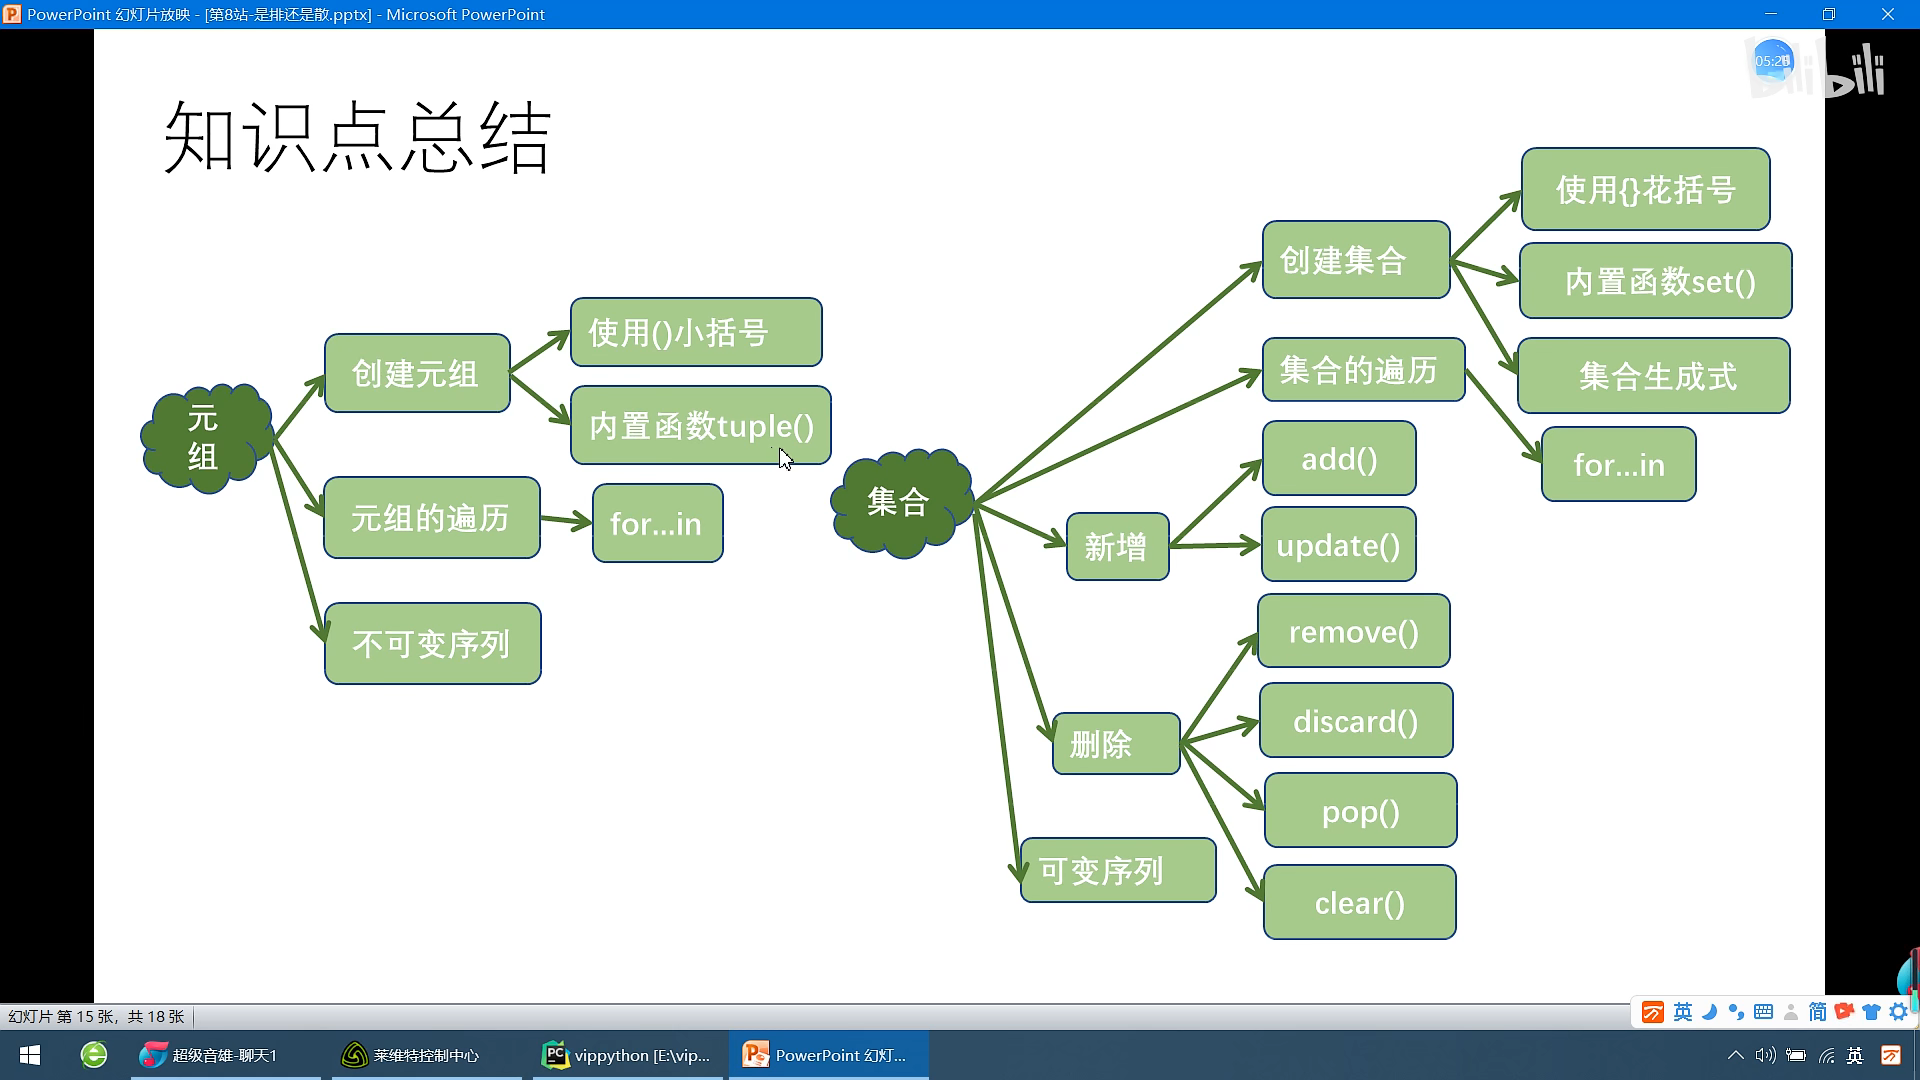 PowerPoint 幻灯片放映 - [第8站-是排还是散.pptx] - Microsoft PowerPoint
05:26
bilibili
知识点总结
元
组
创建元组
使用()小括号
内置函数tuple()
元组的遍历
for...in
不可变序列
集合
创建集合
使用{}花括号
内置函数set()
集合生成式
集合的遍历
for...in
新增
add()
update()
删除
remove()
discard()
pop()
clear()
可变序列
幻灯片 第 15 张，共 18 张
英
简
超级音雄-聊天1
莱维特控制中心
vippython [E:\vip...
PowerPoint 幻灯...
英